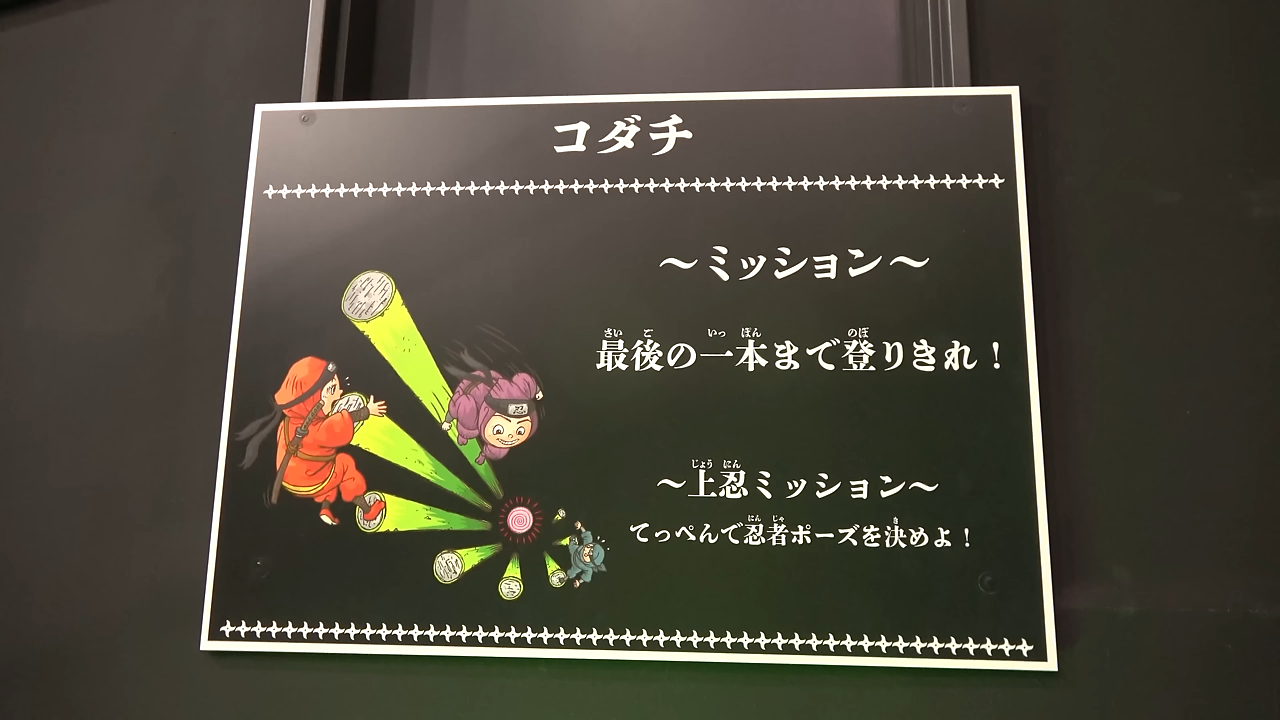 コダチ
～ミッション～
最後の一本まで登りきれ！
～上忍ミッション～
てっぺんで忍者ポーズを決めよ！
忍